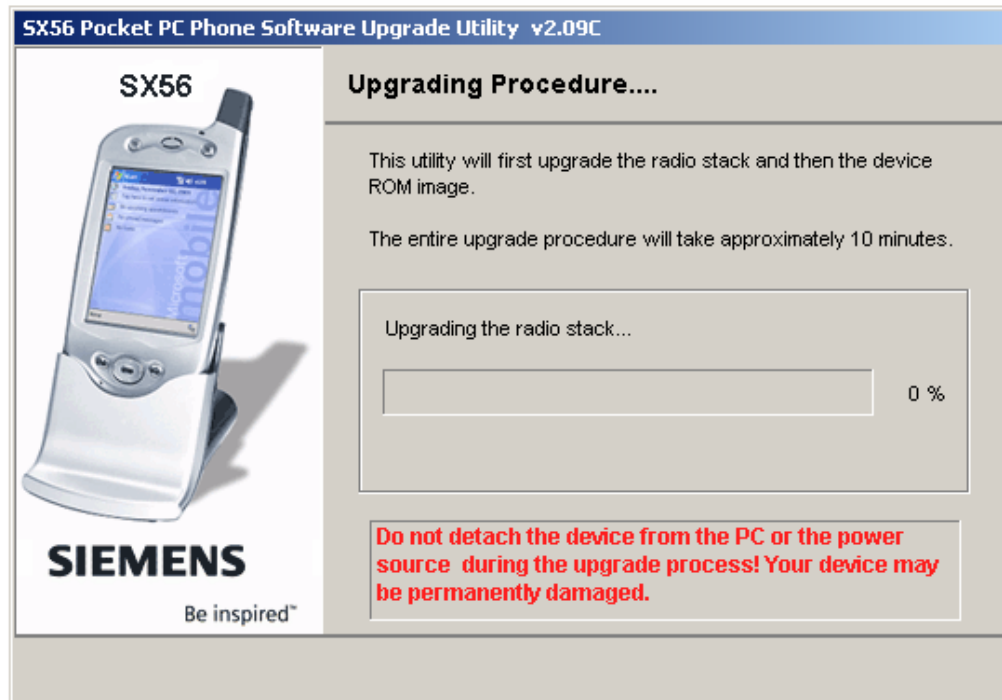 SX56 Pocket PC Phone Software Upgrade Utility v2.09C
SX56
Upgrading Procedure....
This utility will first upgrade the radio stack and then the device
ROM image.
The entire upgrade procedure will take approximately 10 minutes.
Upgrading the radio stack...
0 %
Do not detach the device from the PC or the power
source during the upgrade process! Your device may
be permanently damaged.
Microsoft
mobile
SIEMENS
Be inspired™